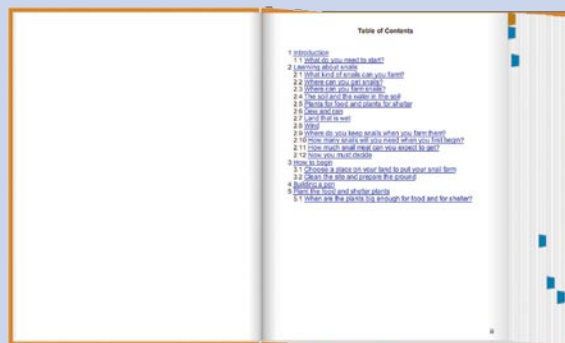 Table of Contents
1 Introduction
1.1 What do you need to start?
2 Learning about snails
2.1 What kind of snails can you farm?
2.2 Where can you get snails?
2.3 Where can you farm snails?
2.4 The soil and the water in the soil
2.5 Plants for food and plants for shelter
2.6 Dew and rain
2.7 Land that is wet
2.8 Wind
2.9 Where do you keep snails when you farm them?
2.10 How many snails will you need when you first begin?
2.11 How much snail meat can you expect to get?
2.12 Now you must decide
3 How to begin
3.1 Choose a place on your land to put your snail farm
3.2 Clean the site and prepare the ground
4 Building a pen
5 Plant the food and shelter plants
5.1 When are the plants big enough for food and for shelter?
iii